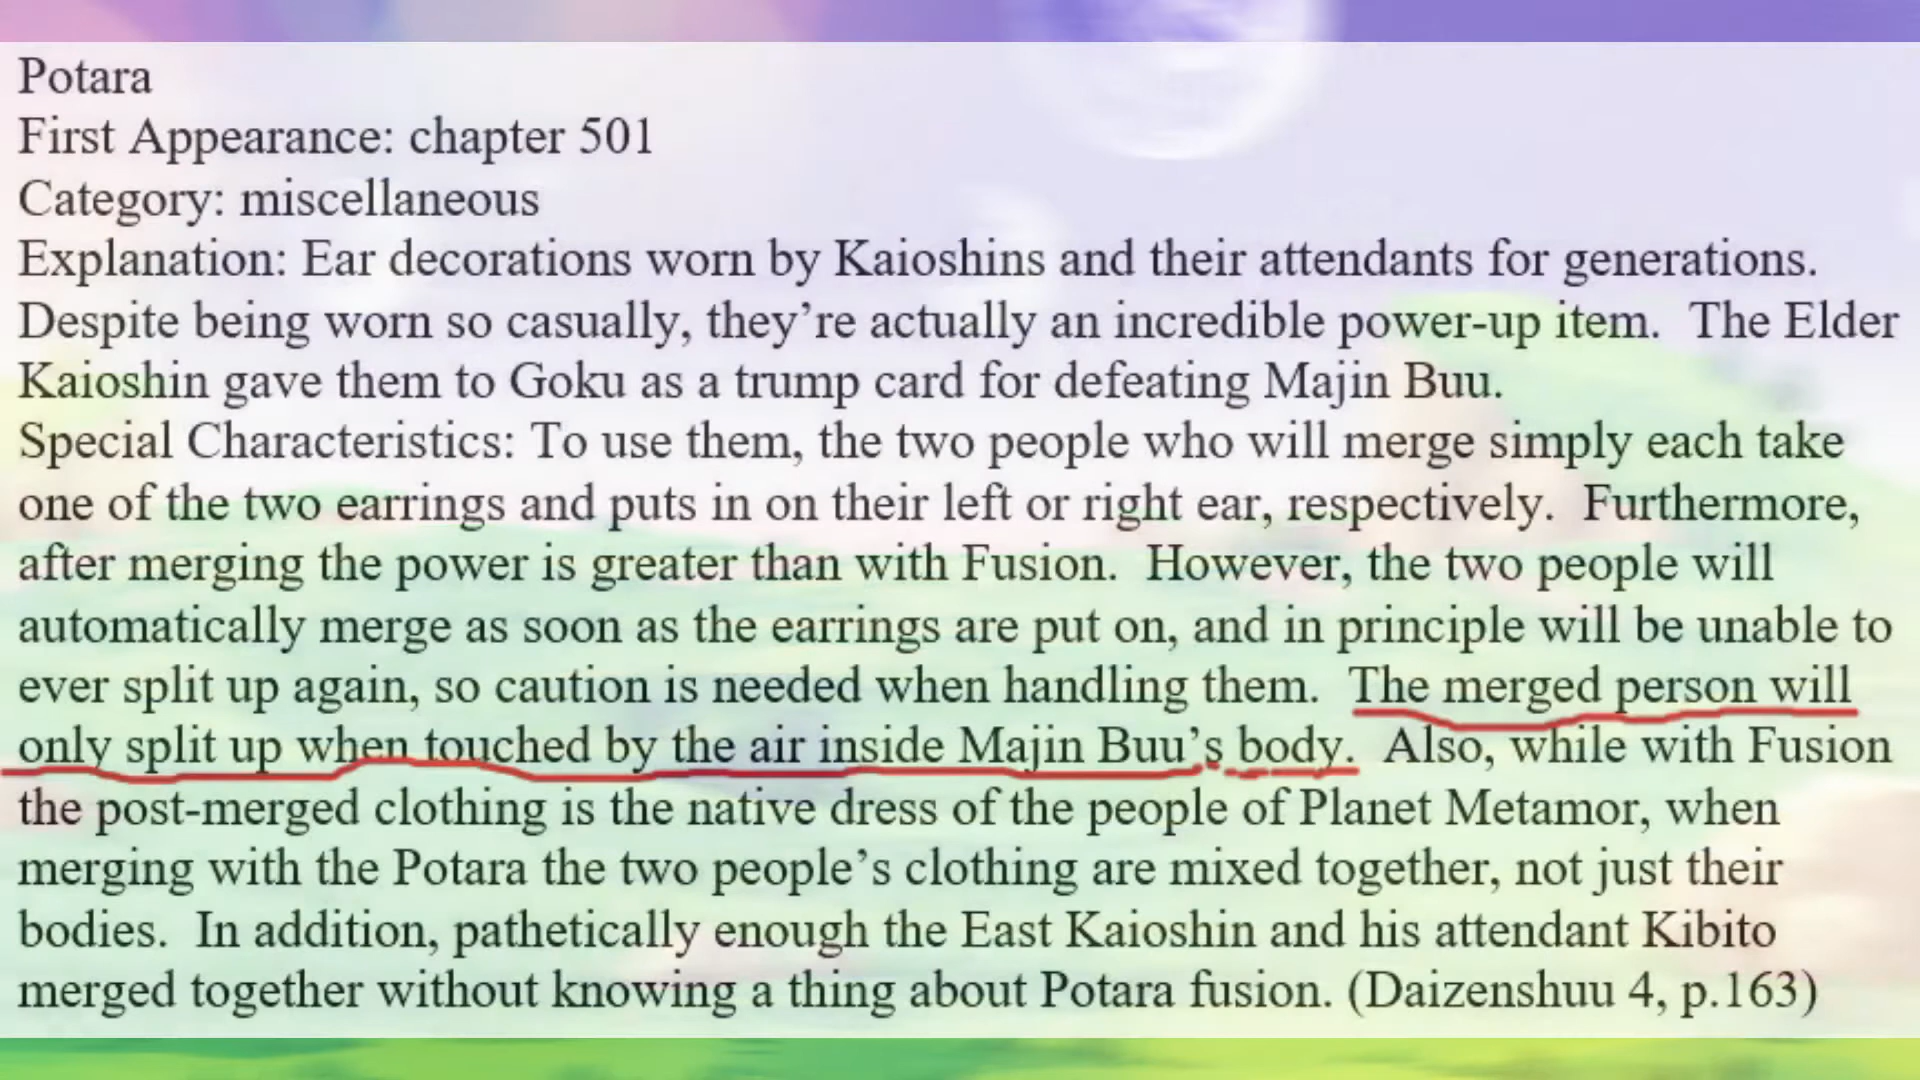 Potara
First Appearance: chapter 501
Category: miscellaneous
Explanation: Ear decorations worn by Kaioshins and their attendants for generations.
Despite being worn so casually, they’re actually an incredible power-up item.  The Elder
Kaioshin gave them to Goku as a trump card for defeating Majin Buu.
Special Characteristics: To use them, the two people who will merge simply each take
one of the two earrings and puts in on their left or right ear, respectively.  Furthermore,
after merging the power is greater than with Fusion.  However, the two people will
automatically merge as soon as the earrings are put on, and in principle will be unable to
ever split up again, so caution is needed when handling them.  The merged person will
only split up when touched by the air inside Majin Buu’s body.  Also, while with Fusion
the post-merged clothing is the native dress of the people of Planet Metamor, when
merging with the Potara the two people’s clothing are mixed together, not just their
bodies.  In addition, pathetically enough the East Kaioshin and his attendant Kibito
merged together without knowing a thing about Potara fusion. (Daizenshuu 4, p.163)